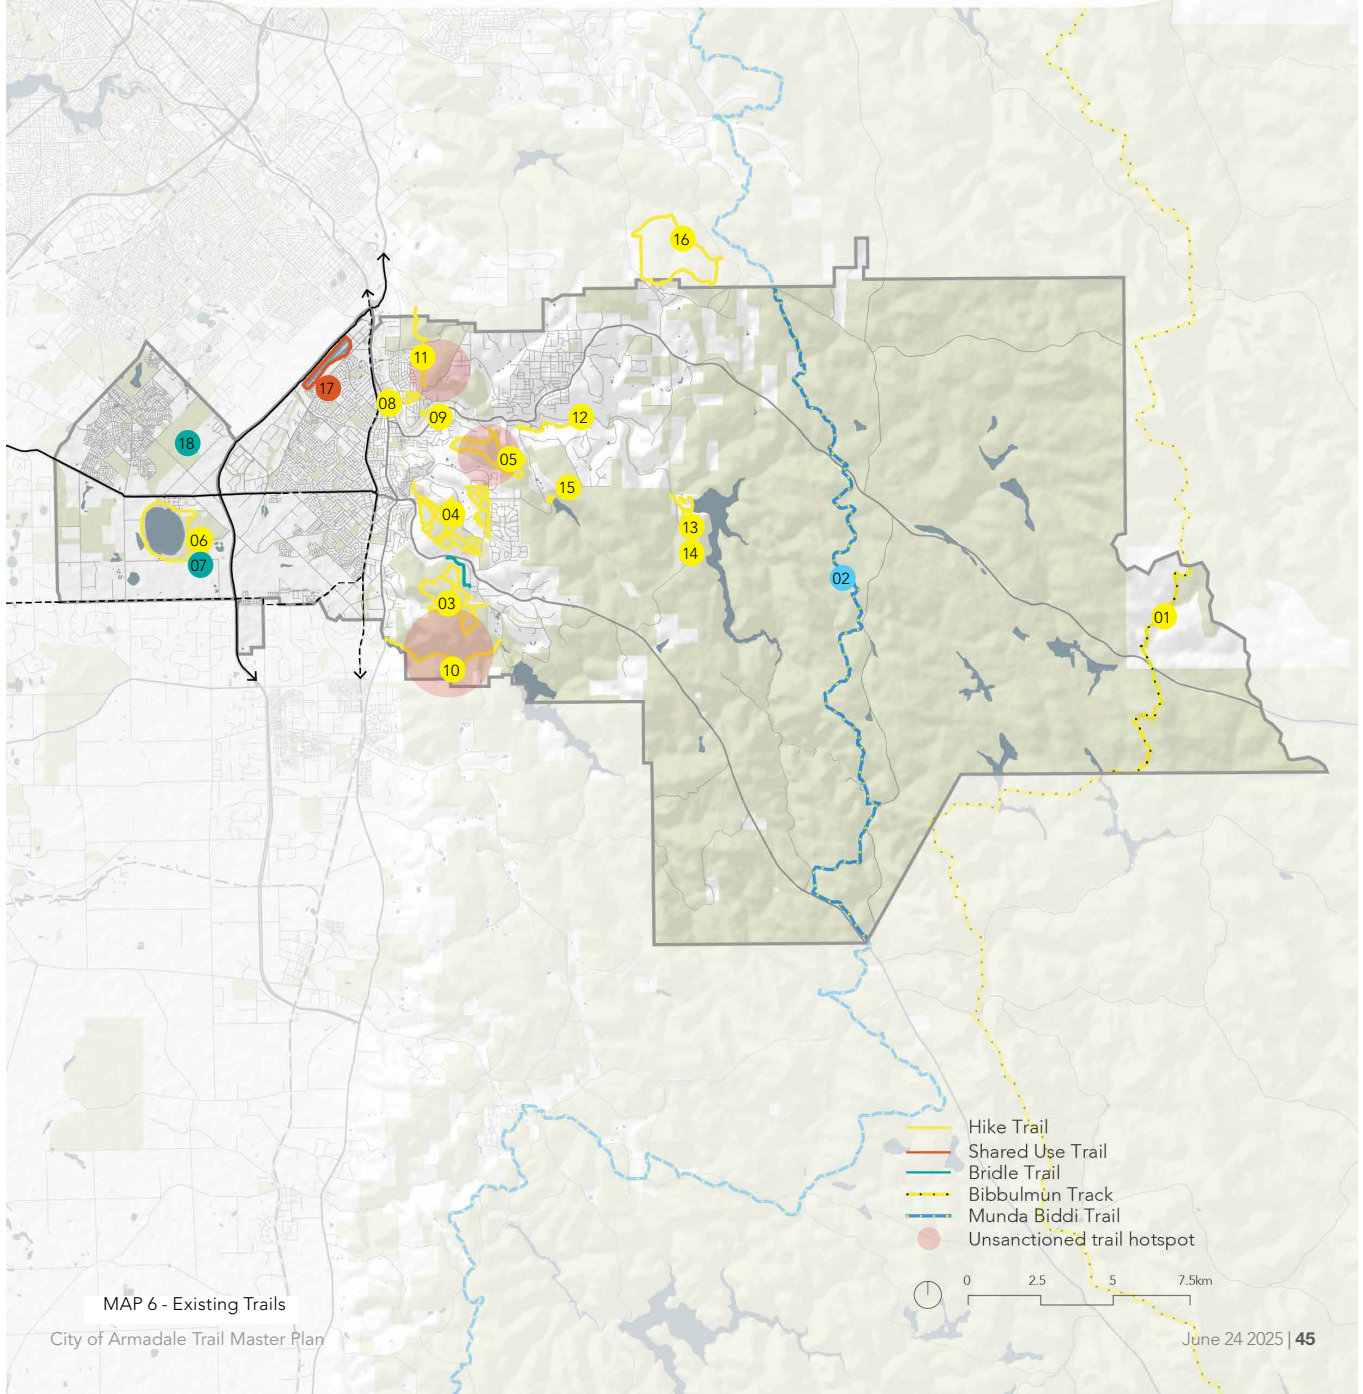 16
11
17
08
09
12
18
05
15
04
13
06
14
07
02
03
01
10
Hike Trail
Shared Use Trail
Bridle Trail
Bibbulmun Track
Munda Biddi Trail
Unsanctioned trail hotspot
0 2.5 5 7.5km
MAP 6 - Existing Trails
City of Armadale Trail Master Plan
June 24 2025 | 45